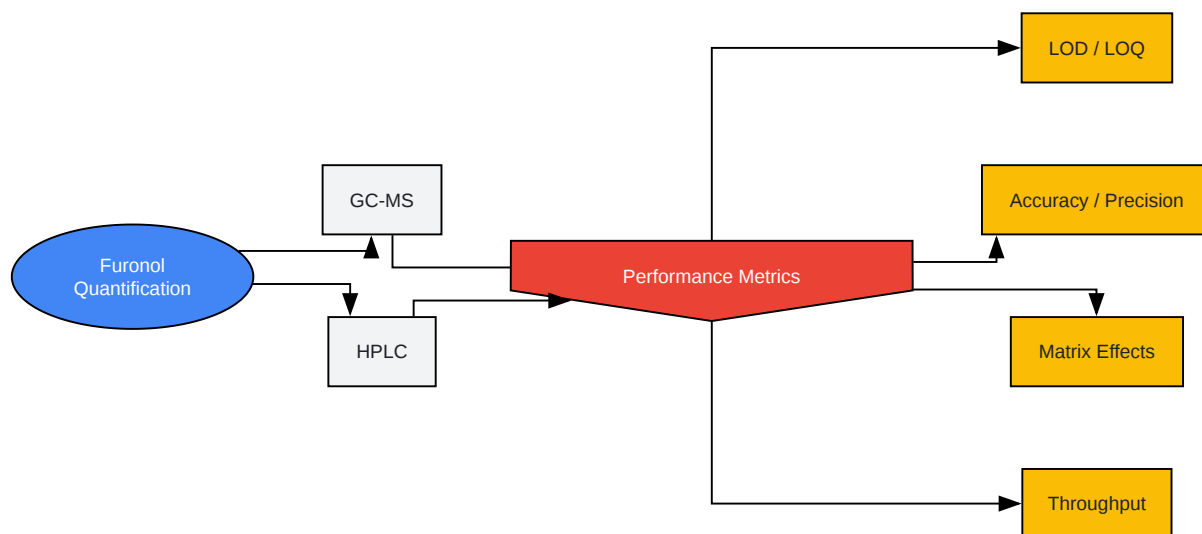 Furonol
Quantification
GC-MS
HPLC
Performance Metrics
LOD / LOQ
Accuracy / Precision
Matrix Effects
Throughput